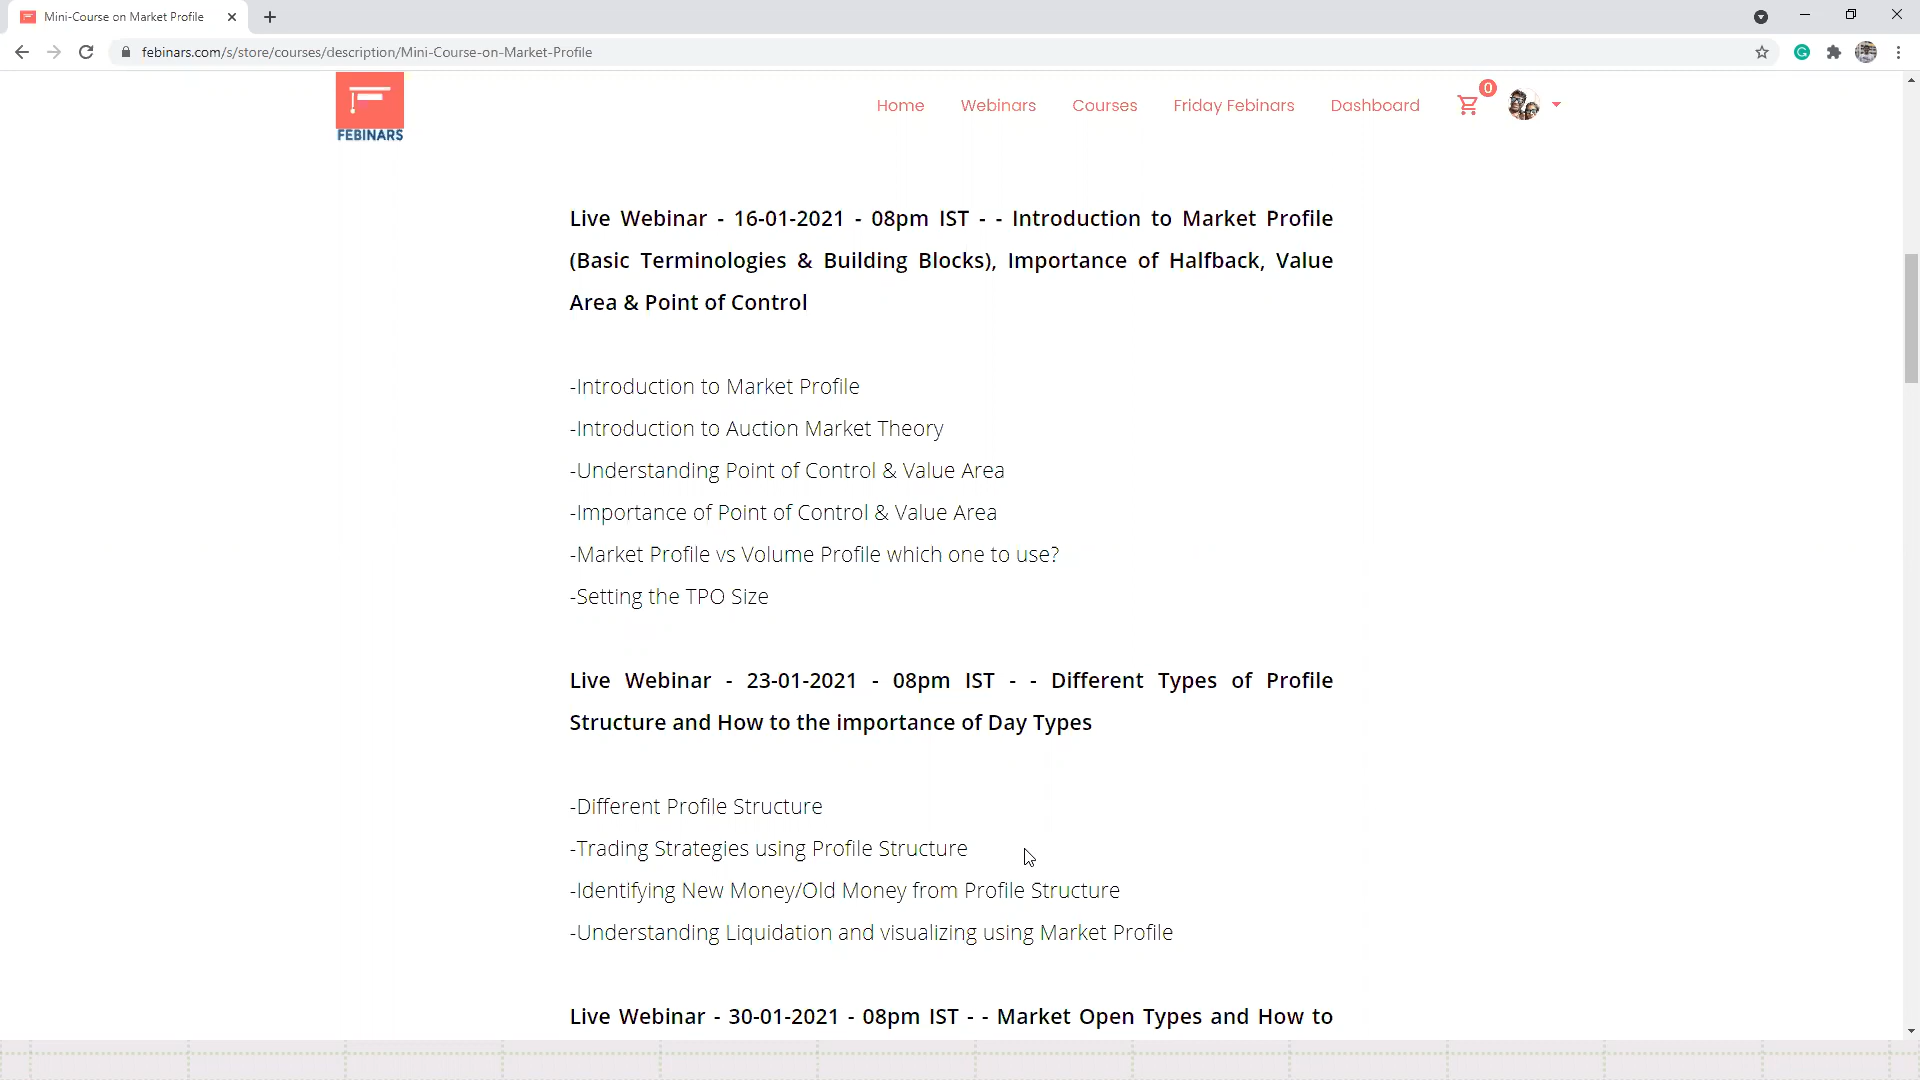 Mini-Course on Market Profile
febinars.com/s/store/courses/description/Mini-Course-on-Market-Profile
FEBINARS
Home Webinars Courses Friday Febinars Dashboard 0
Live Webinar - 16-01-2021 - 08pm IST - - Introduction to Market Profile
(Basic Terminologies & Building Blocks), Importance of Halfback, Value
Area & Point of Control
-Introduction to Market Profile
-Introduction to Auction Market Theory
-Understanding Point of Control & Value Area
-Importance of Point of Control & Value Area
-Market Profile vs Volume Profile which one to use?
-Setting the TPO Size
Live Webinar - 23-01-2021 - 08pm IST - - Different Types of Profile
Structure and How to the importance of Day Types
-Different Profile Structure
-Trading Strategies using Profile Structure
-Identifying New Money/Old Money from Profile Structure
-Understanding Liquidation and visualizing using Market Profile
Live Webinar - 30-01-2021 - 08pm IST - - Market Open Types and How to